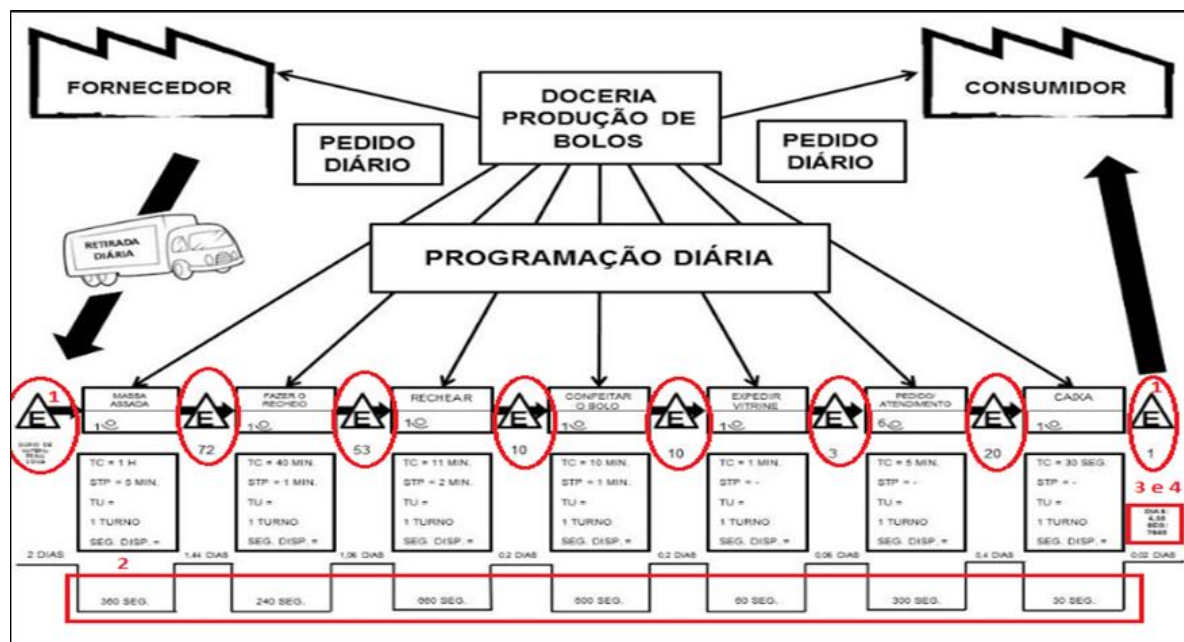 FORNECEDOR
DOCERIA
PRODUÇÃO DE
BOLOS
CONSUMIDOR
PEDIDO
DIÁRIO
PEDIDO
DIÁRIO
RETIRADA
DIÁRIA
PROGRAMAÇÃO DIÁRIA
1
E
MASSA
ASSADA
1
E
72
FAZER O
RECHEIO
1
E
53
RECHEAR
1
E
10
CONFEITAR
O BOLO
1
E
10
EXPEDIR
VITRINE
1
E
3
PEDIDO/
ATENDIMENTO
6
E
20
CAIXA
1
1
E
1
TC = 1 H
STP = 5 MIN.
TU =
1 TURNO
SEG. DISP. =
TC = 40 MIN.
STP = 1 MIN.
TU =
1 TURNO
SEG. DISP. =
TC = 11 MIN.
STP = 2 MIN.
TU =
1 TURNO
SEG. DISP. =
TC = 10 MIN.
STP = 1 MIN.
TU =
1 TURNO
SEG. DISP. =
TC = 1 MIN.
STP = -
TU =
1 TURNO
SEG. DISP. =
TC = 5 MIN.
STP = -
TU =
1 TURNO
SEG. DISP. =
TC = 30 SEG.
STP = -
TU =
1 TURNO
SEG. DISP. =
3 e 4
DIAS:
SEG:
2 DIAS
2
1,44 DIAS
1,06 DIAS
0,2 DIAS
0,2 DIAS
0,06 DIAS
0,4 DIAS
0,02 DIAS
360 SEG.
240 SEG.
660 SEG.
600 SEG.
60 SEG.
300 SEG.
30 SEG.